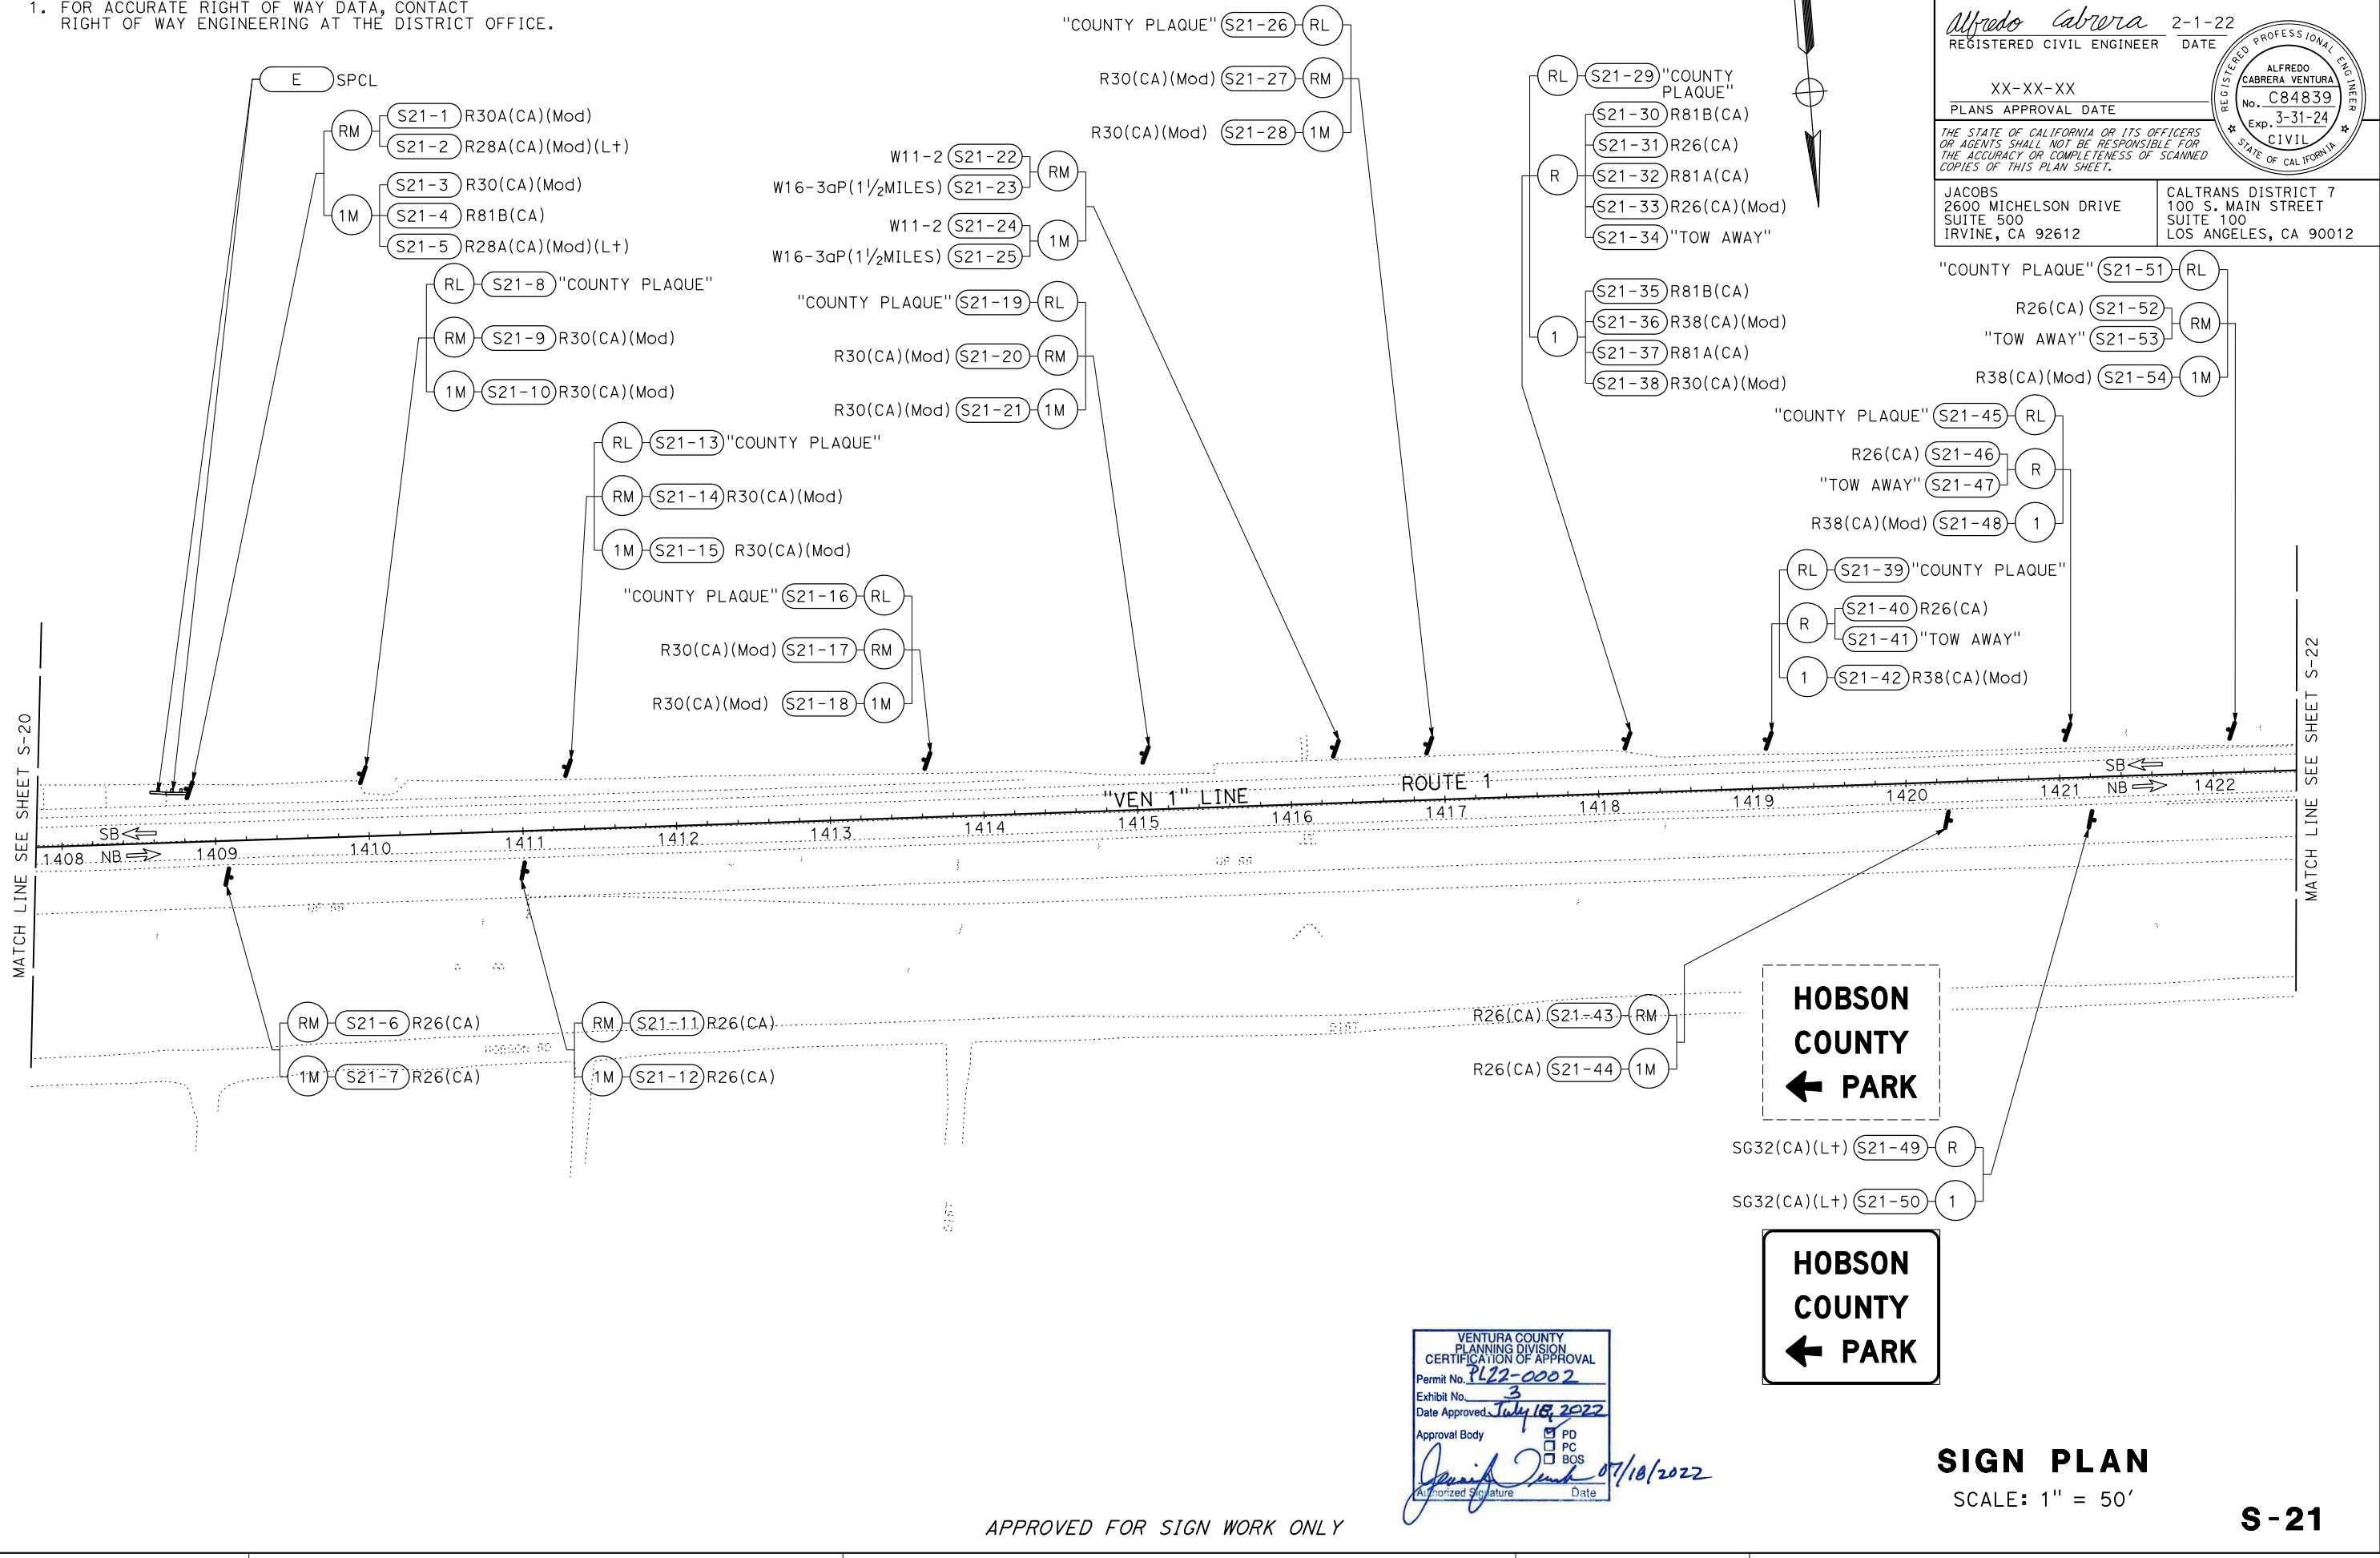 1. FOR ACCURATE RIGHT OF WAY DATA, CONTACT
RIGHT OF WAY ENGINEERING AT THE DISTRICT OFFICE.
E SPCL
RM S21-1 R30A(CA)(Mod)
S21-2 R28A(CA)(Mod)(Lt)
1M S21-3 R30(CA)(Mod)
S21-4 R81B(CA)
S21-5 R28A(CA)(Mod)(Lt)
RL S21-8 "COUNTY PLAQUE"
RM S21-9 R30(CA)(Mod)
1M S21-10 R30(CA)(Mod)
RL S21-13 "COUNTY PLAQUE"
RM S21-14 R30(CA)(Mod)
1M S21-15 R30(CA)(Mod)
"COUNTY PLAQUE" S21-16 RL
R30(CA)(Mod) S21-17 RM
R30(CA)(Mod) S21-18 1M
W11-2 S21-22 RM
W16-3aP(1 1/2MILES) S21-23
W11-2 S21-24 1M
W16-3aP(1 1/2MILES) S21-25
"COUNTY PLAQUE" S21-19 RL
R30(CA)(Mod) S21-20 RM
R30(CA)(Mod) S21-21 1M
"COUNTY PLAQUE" S21-26 RL
R30(CA)(Mod) S21-27 RM
R30(CA)(Mod) S21-28 1M
RL S21-29 "COUNTY
PLAQUE"
R S21-30 R81B(CA)
S21-31 R26(CA)
S21-32 R81A(CA)
S21-33 R26(CA)(Mod)
S21-34 "TOW AWAY"
1 S21-35 R81B(CA)
S21-36 R38(CA)(Mod)
S21-37 R81A(CA)
S21-38 R30(CA)(Mod)
Alfredo Cabrera 2-1-22
REGISTERED CIVIL ENGINEER DATE
XX-XX-XX
PLANS APPROVAL DATE
REGISTERED PROFESSIONAL ENGINEER
ALFREDO
CABRERA VENTURA
No. C84839
Exp. 3-31-24
CIVIL
STATE OF CALIFORNIA
THE STATE OF CALIFORNIA OR ITS OFFICERS
OR AGENTS SHALL NOT BE RESPONSIBLE FOR
THE ACCURACY OR COMPLETENESS OF SCANNED
COPIES OF THIS PLAN SHEET.
JACOBS
2600 MICHELSON DRIVE
SUITE 500
IRVINE, CA 92612
CALTRANS DISTRICT 7
100 S. MAIN STREET
SUITE 100
LOS ANGELES, CA 90012
"COUNTY PLAQUE" S21-51 RL
R26(CA) S21-52 RM
"TOW AWAY" S21-53
R38(CA)(Mod) S21-54 1M
"COUNTY PLAQUE" S21-45 RL
R26(CA) S21-46 R
"TOW AWAY" S21-47
R38(CA)(Mod) S21-48 1
RL S21-39 "COUNTY PLAQUE"
R S21-40 R26(CA)
S21-41 "TOW AWAY"
1 S21-42 R38(CA)(Mod)
MATCH LINE SEE SHEET S-20
MATCH LINE SEE SHEET S-22
"VEN 1" LINE
ROUTE 1
SB
NB
SB
NB
1408 1409 1410 1411 1412 1413 1414 1415 1416 1417 1418 1419 1420 1421 1422
HOBSON RD
RM S21-6 R26(CA)
1M S21-7 R26(CA)
RM S21-11 R26(CA)
1M S21-12 R26(CA)
R26(CA) S21-43 RM
R26(CA) S21-44 1M
HOBSON
COUNTY
PARK
SG32(CA)(Lt) S21-49 R
SG32(CA)(Lt) S21-50 1
HOBSON
COUNTY
PARK
VENTURA COUNTY
PLANNING DIVISION
CERTIFICATION OF APPROVAL
Permit No. PL22-0002
Exhibit No. 3
Date Approved July 18, 2022
Approval Body PD
PC
BOS
07/18/2022
Authorized Signature Date
APPROVED FOR SIGN WORK ONLY
SIGN PLAN
SCALE: 1" = 50'
S-21